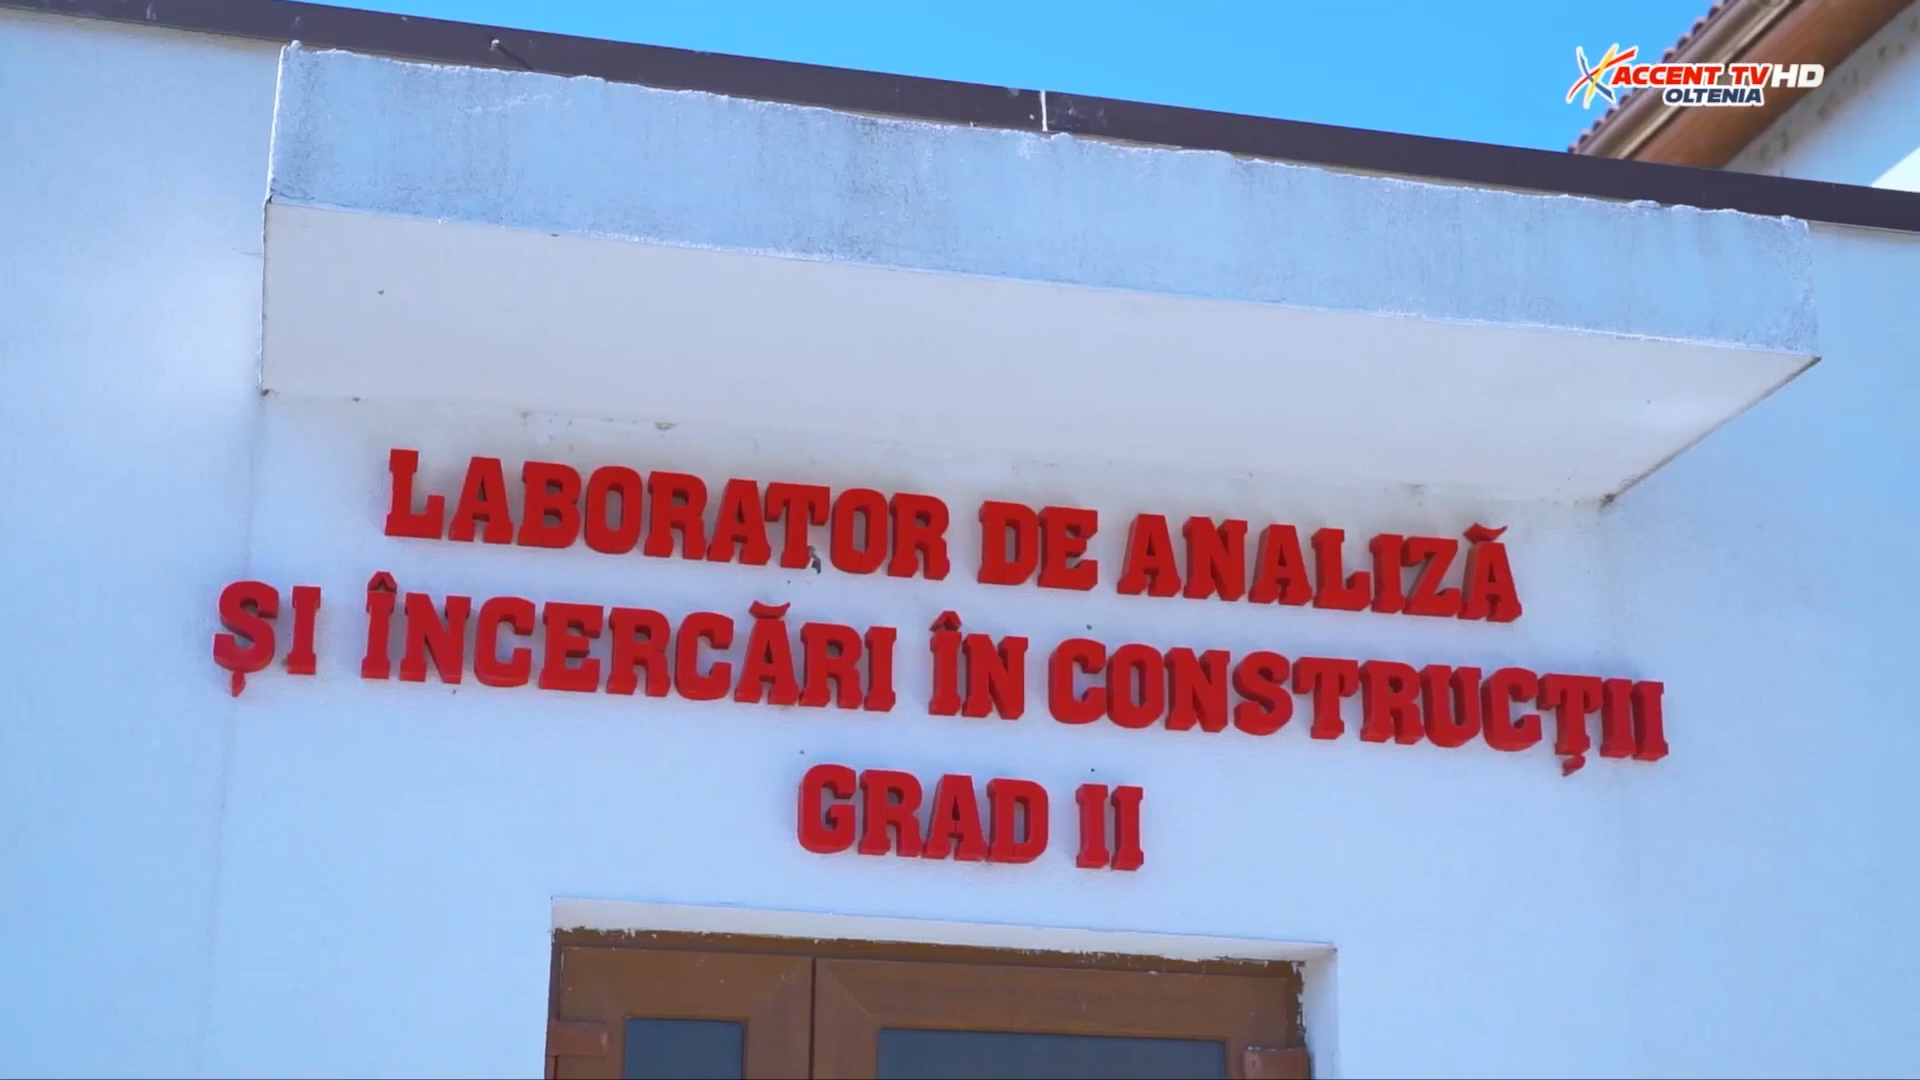 ACCENT TV HD
OLTENIA
LABORATOR DE ANALIZĂ
ȘI ÎNCERCĂRI ÎN CONSTRUCȚII
GRAD II